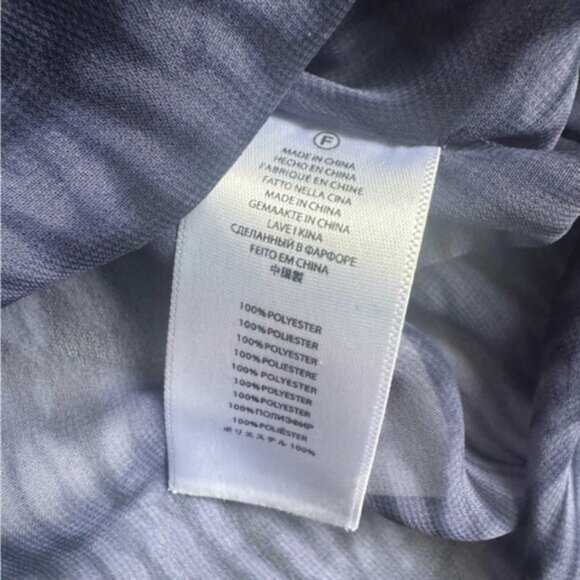 F
MADE IN CHINA
HECHO EN CHINA
FABRIQUÉ EN CHINE
FATTO NELLA CINA
MADE IN CHINA
GEMAAKTE IN CHINA
LAVE I KINA
СДЕЛАННЫЙ В ФАРФОРЕ
FEITO EM CHINA
中國製
100% POLYESTER
100% POLIESTER
100% POLYESTER
100% POLIESTERE
100% POLYESTER
100% POLYESTER
100% POLYESTER
100% ПОЛИЭФИР
100% POLIÉSTER
ポリエステル 100%